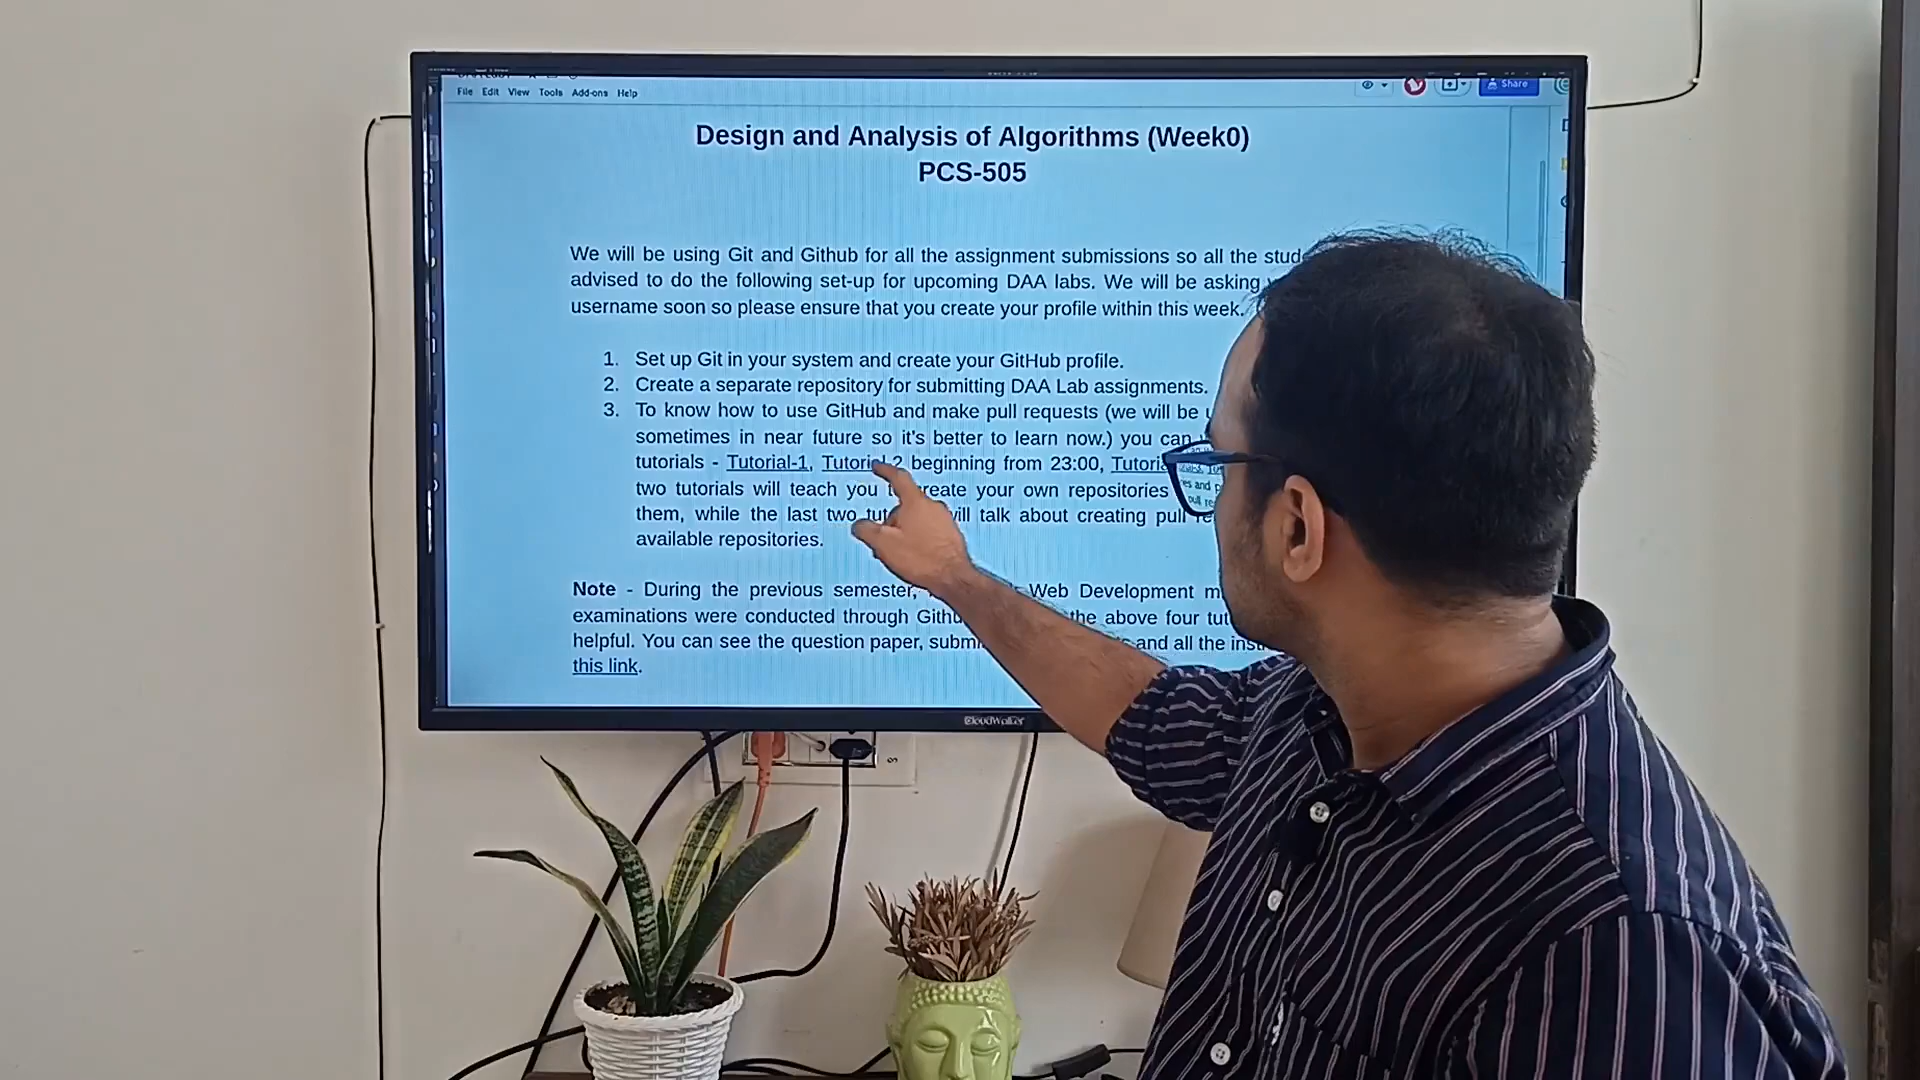 File Edit View Tools Add-ons Help
Share
Design and Analysis of Algorithms (Week0)
PCS-505
We will be using Git and Github for all the assignment submissions so all the
advised to do the following set-up for upcoming DAA labs. We will be asking
username soon so please ensure that you create your profile within this week.
1. Set up Git in your system and create your GitHub profile.
2. Create a separate repository for submitting DAA Lab assignments.
3. To know how to use GitHub and make pull requests (we will be
sometimes in near future so it's better to learn now.) you can
tutorials - Tutorial-1, Tutorial-2 beginning from 23:00,
two tutorials will teach you create your own repositories
them, while the last two will talk about creating pull
available repositories.
Note - During the previous semester, Web Development
examinations were conducted through the above four
helpful. You can see the question paper, and all the
this link.
CloudWalker